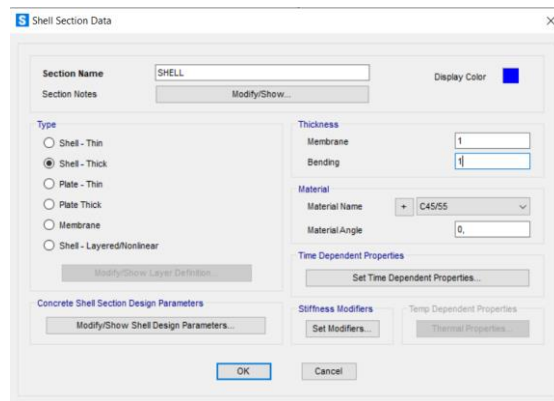 S Shell Section Data
Section Name SHELL Display Color
Section Notes Modify/Show...
Type
Shell - Thin
Shell - Thick
Plate - Thin
Plate Thick
Membrane
Shell - Layered/Nonlinear
Modify/Show Layer Definition...
Concrete Shell Section Design Parameters
Modify/Show Shell Design Parameters...
Thickness
Membrane 1
Bending 1
Material
Material Name + C45/55
Material Angle 0,
Time Dependent Properties
Set Time Dependent Properties...
Stiffness Modifiers
Set Modifiers...
Temp Dependent Properties
Thermal Properties...
OK Cancel